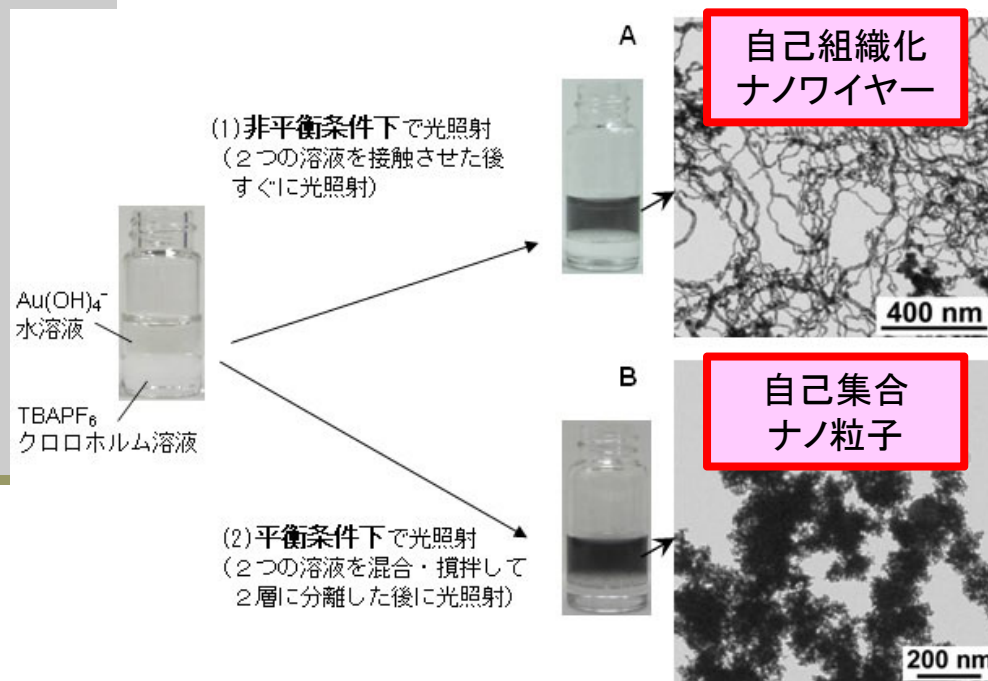 A
自己組織化
ナノワイヤー
(1)非平衡条件下で光照射
(２つの溶液を接触させた後
すぐに光照射)
400 nm
Au(OH)₄⁻
水溶液
TBAPF₆
クロロホルム溶液
B
自己集合
ナノ粒子
(2)平衡条件下で光照射
(２つの溶液を混合・撹拌して
２層に分離した後に光照射)
200 nm